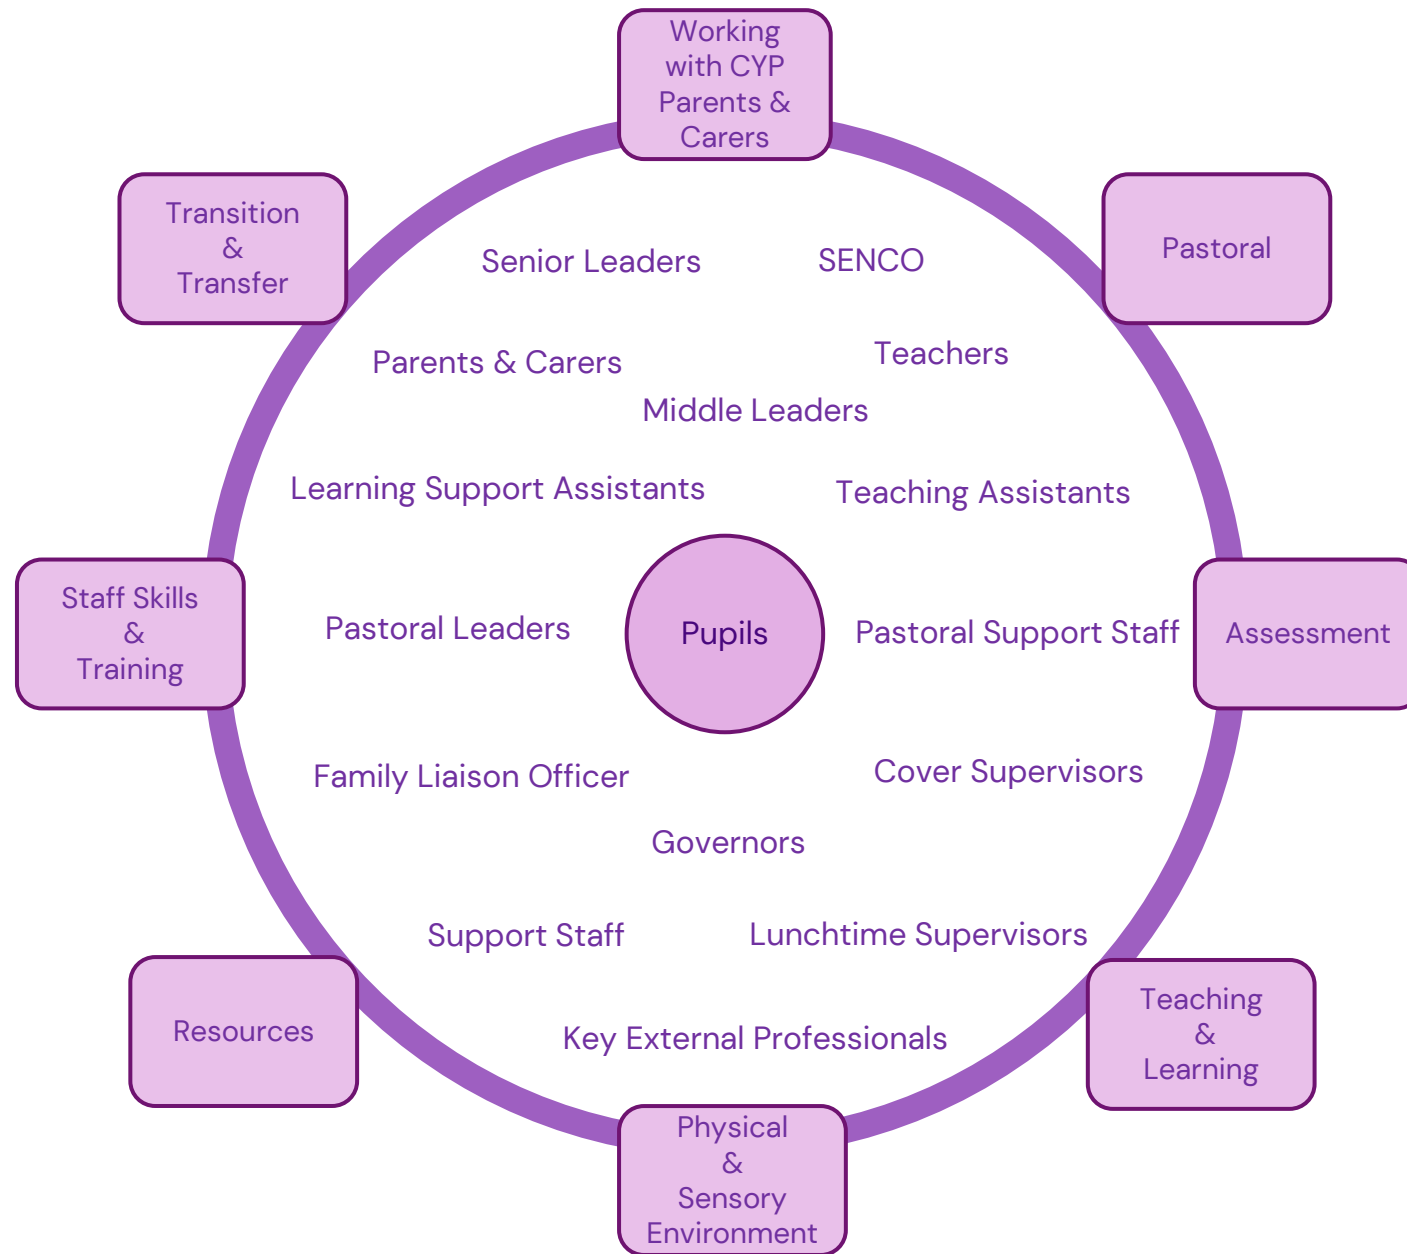 Working
with CYP
Parents &
Carers
Transition
&
Transfer
Pastoral
Senior Leaders
SENCO
Parents & Carers
Teachers
Middle Leaders
Learning Support Assistants
Teaching Assistants
Staff Skills
&
Training
Pastoral Leaders
Pupils
Pastoral Support Staff
Assessment
Family Liaison Officer
Cover Supervisors
Governors
Support Staff
Lunchtime Supervisors
Resources
Key External Professionals
Teaching
&
Learning
Physical
&
Sensory
Environment